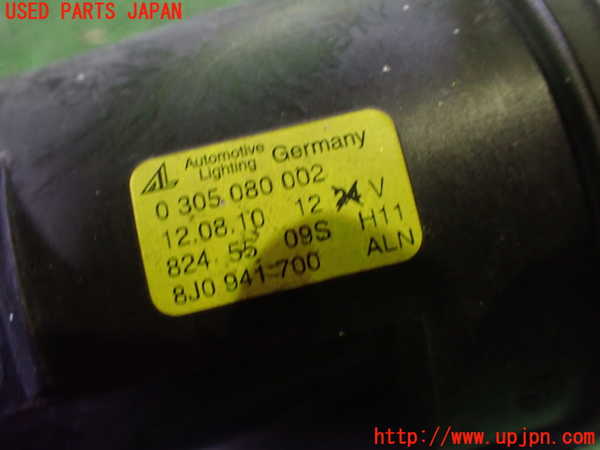 USED PARTS JAPAN
AL Automotive Lighting Germany
0 305 080 002
12.08.10 12 24 V
824 55 09S H11
8J0 941 700 ALN
http://www.upjpn.com